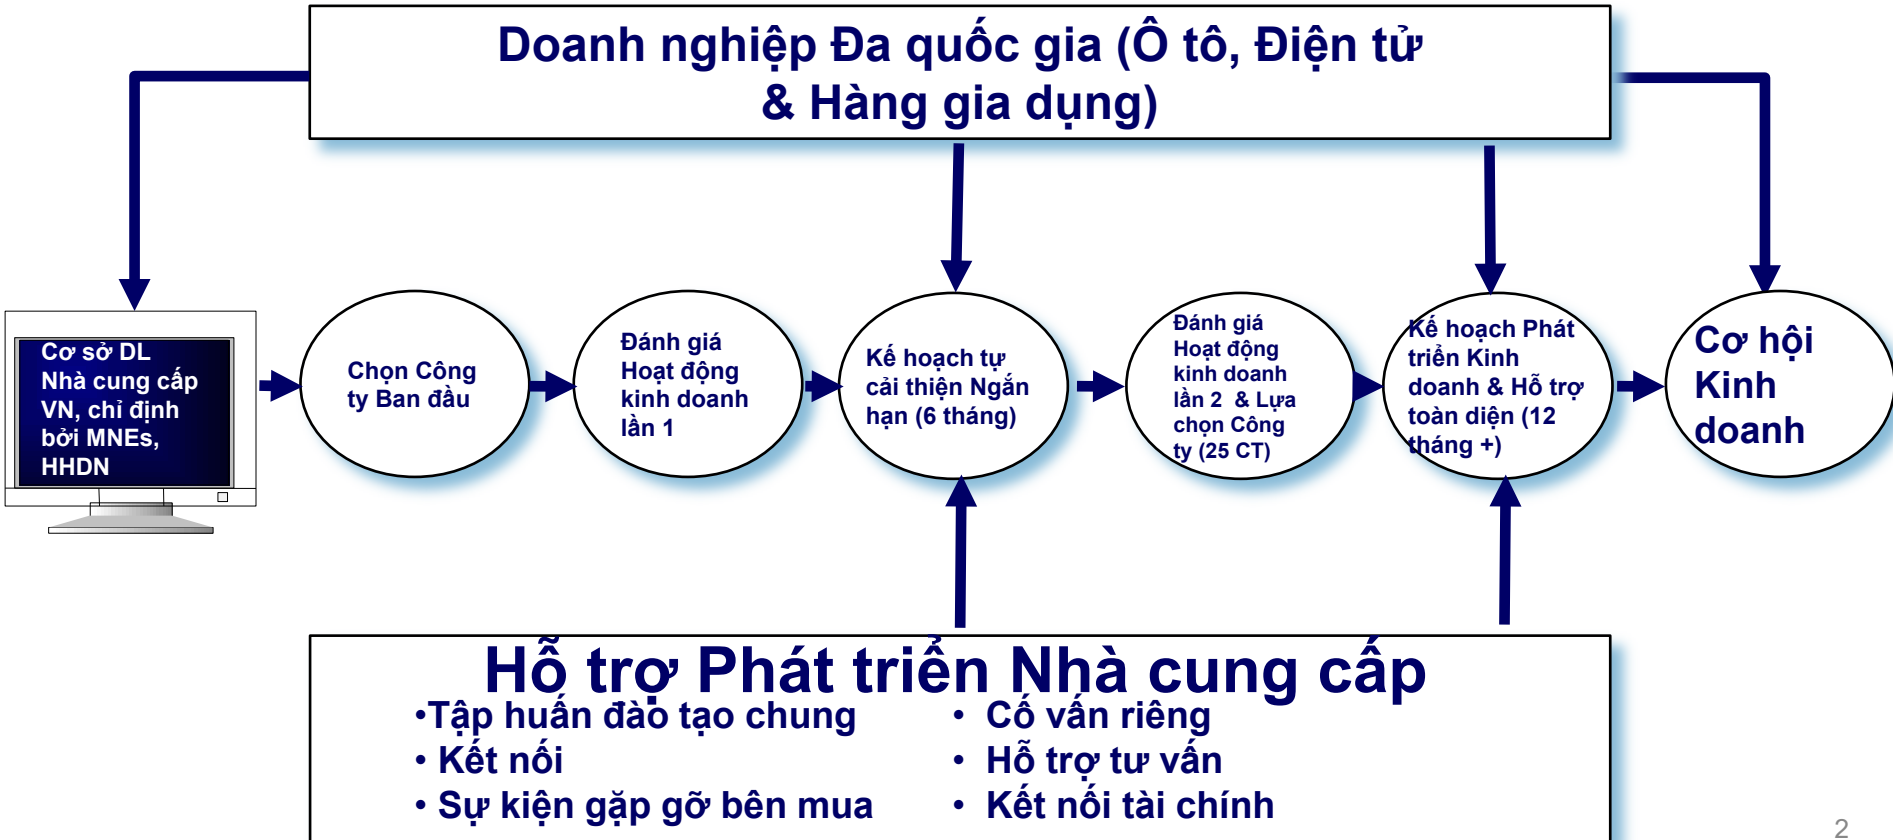 Doanh nghiệp Đa quốc gia (Ô tô, Điện tử
& Hàng gia dụng)
Cơ sở DL
Nhà cung cấp
VN, chỉ định
bởi MNEs,
HHDN
Chọn Công
ty Ban đầu
Đánh giá
Hoạt động
kinh doanh
lần 1
Kế hoạch tự
cải thiện Ngắn
hạn (6 tháng)
Đánh giá
Hoạt động
kinh doanh
lần 2 & Lựa
chọn Công
ty (25 CT)
Kế hoạch Phát
triển Kinh
doanh & Hỗ trợ
toàn diện (12
tháng +)
Cơ hội
Kinh
doanh
Hỗ trợ Phát triển Nhà cung cấp
•Tập huấn đào tạo chung
• Kết nối
• Sự kiện gặp gỡ bên mua
• Cố vấn riêng
• Hỗ trợ tư vấn
• Kết nối tài chính
2